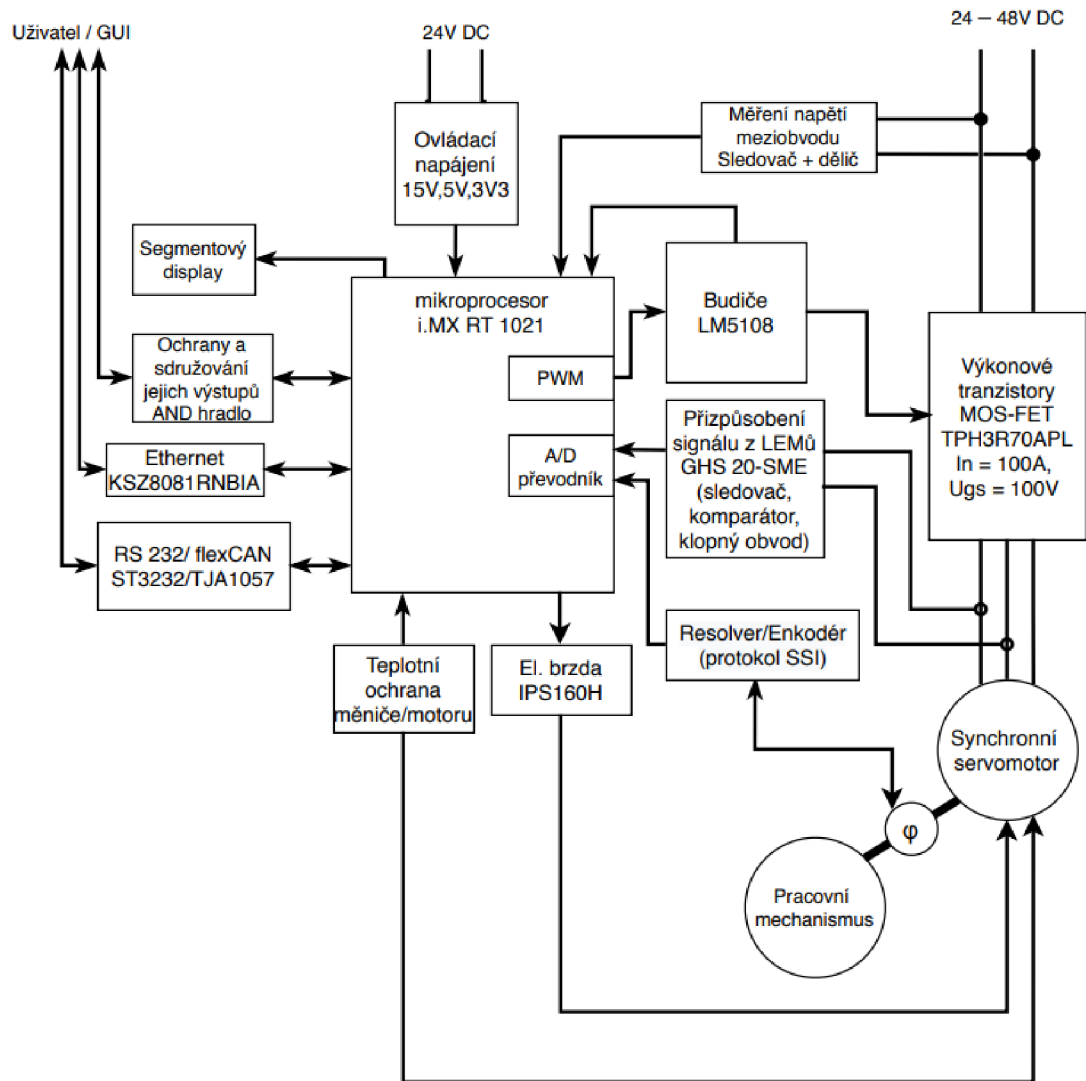 Uživatel / GUI
24V DC
24 – 48V DC
Ovládací
napájení
15V,5V,3V3
Měření napětí
meziobvodu
Sledovač + dělič
Segmentový
display
mikroprocesor
i.MX RT 1021
Budiče
LM5108
Ochrany a
sdružování
jejich výstupů
AND hradlo
PWM
Výkonové
tranzistory
MOS-FET
TPH3R70APL
In = 100A,
Ugs = 100V
A/D
převodník
Přizpůsobení
signálu z LEMů
GHS 20-SME
(sledovač,
komparátor,
klopný obvod)
Ethernet
KSZ8081RNBIA
RS 232/ flexCAN
ST3232/TJA1057
Teplotní
ochrana
měniče/motoru
El. brzda
IPS160H
Resolver/Enkodér
(protokol SSI)
Synchronní
servomotor
φ
Pracovní
mechanismus